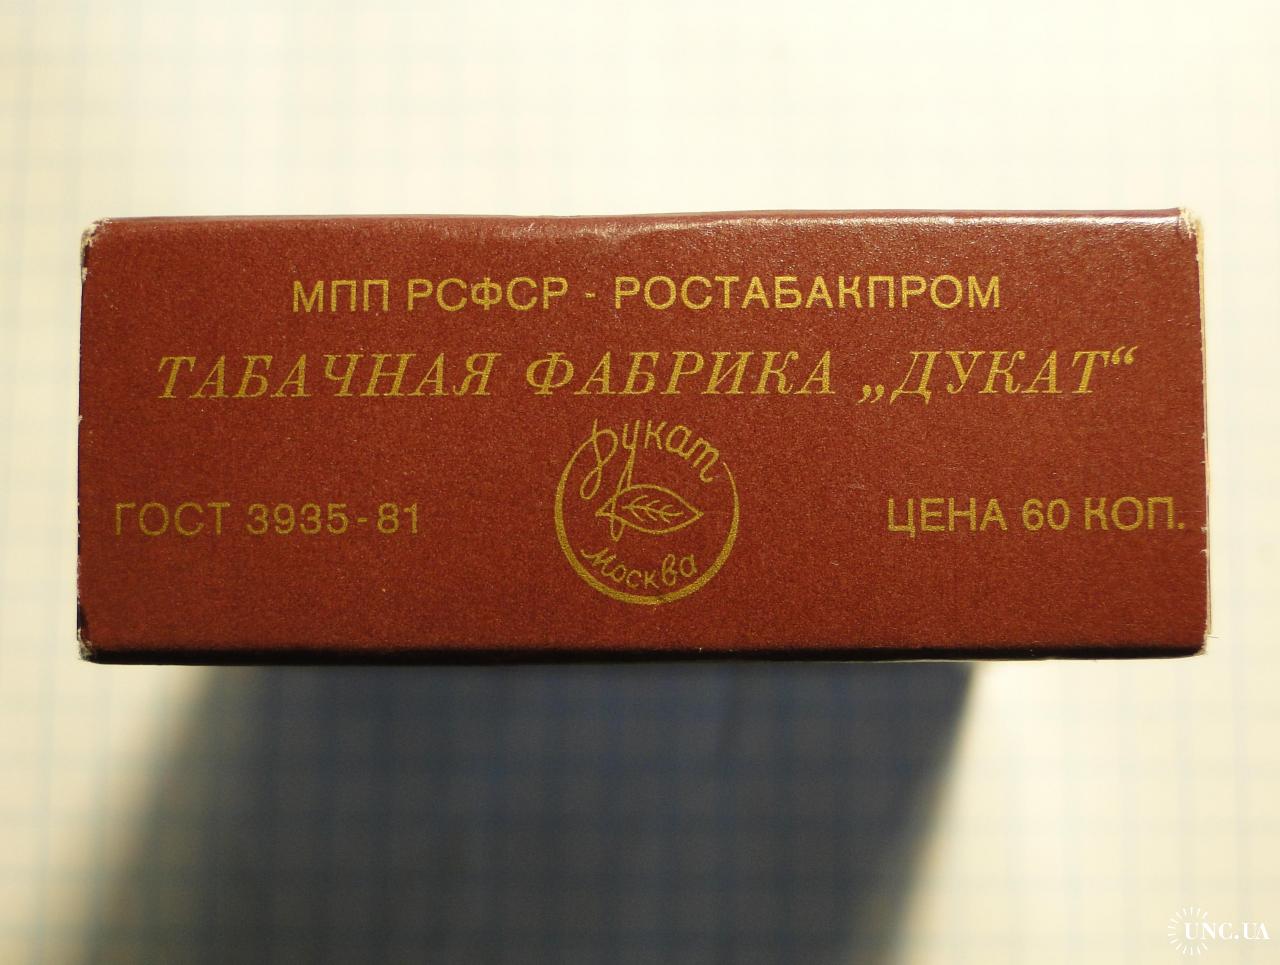 МПП РСФСР - РОСТАБАКПРОМ
ТАБАЧНАЯ ФАБРИКА „ДУКАТ“
Дукат
Москва
ГОСТ 3935-81
ЦЕНА 60 КОП.
UNC.UA